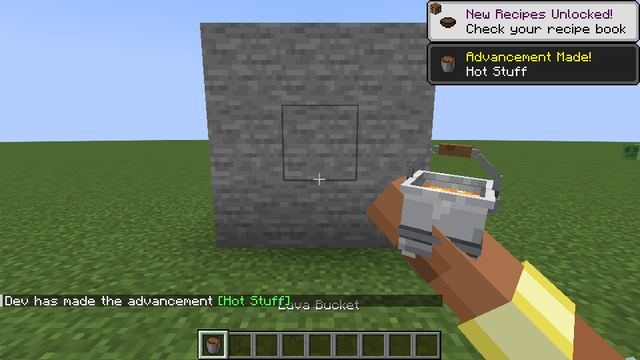 New Recipes Unlocked!
Check your recipe book
Advancement Made!
Hot Stuff
Dev has made the advancement [Hot Stuff]
Lava Bucket